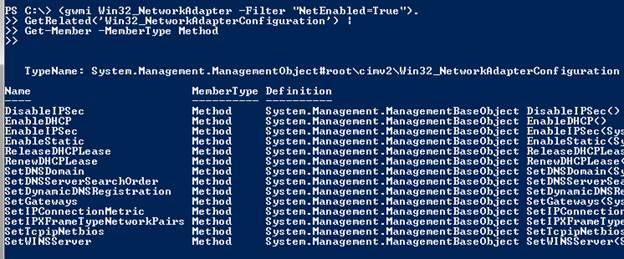 PS C:\> (gwmi Win32_NetworkAdapter -Filter "NetEnabled=True").
>> GetRelated('Win32_NetworkAdapterConfiguration') |
>> Get-Member -MemberType Method
>>
TypeName: System.Management.ManagementObject#root\cimv2\Win32_NetworkAdapterConfiguration
Name MemberType Definition
---- ---------- ----------
DisableIPSec Method System.Management.ManagementBaseObject DisableIPSec()
EnableDHCP Method System.Management.ManagementBaseObject EnableDHCP()
EnableIPSec Method System.Management.ManagementBaseObject EnableIPSec(Sys
EnableStatic Method System.Management.ManagementBaseObject EnableStatic(S
ReleaseDHCPLease Method System.Management.ManagementBaseObject ReleaseDHCPLeas
RenewDHCPLease Method System.Management.ManagementBaseObject RenewDHCPLease(
SetDNSDomain Method System.Management.ManagementBaseObject SetDNSDomain(S
SetDNSServerSearchOrder Method System.Management.ManagementBaseObject SetDNSServerSe
SetDynamicDNSRegistration Method System.Management.ManagementBaseObject SetDynamicDNSR
SetGateways Method System.Management.ManagementBaseObject SetGateways(Sys
SetIPConnectionMetric Method System.Management.ManagementBaseObject SetIPConnection
SetIPXFrameTypeNetworkPairs Method System.Management.ManagementBaseObject SetIPXFrameType
SetTcpipNetbios Method System.Management.ManagementBaseObject SetTcpipNetbios
SetWINSServer Method System.Management.ManagementBaseObject SetWINSServer(S